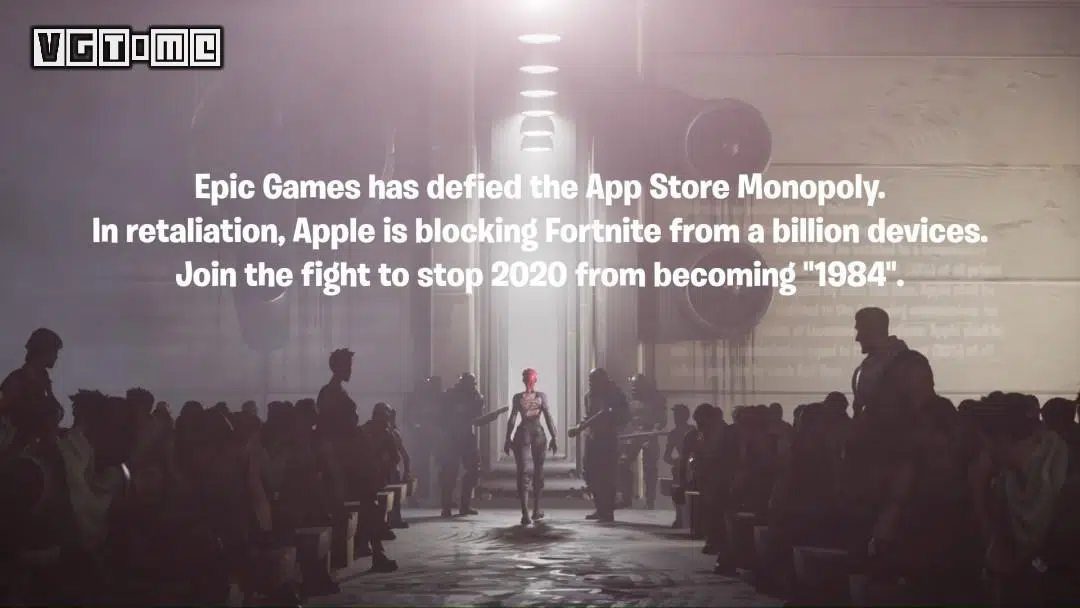 VGTIME
Epic Games has defied the App Store Monopoly.
In retaliation, Apple is blocking Fortnite from a billion devices.
Join the fight to stop 2020 from becoming "1984".